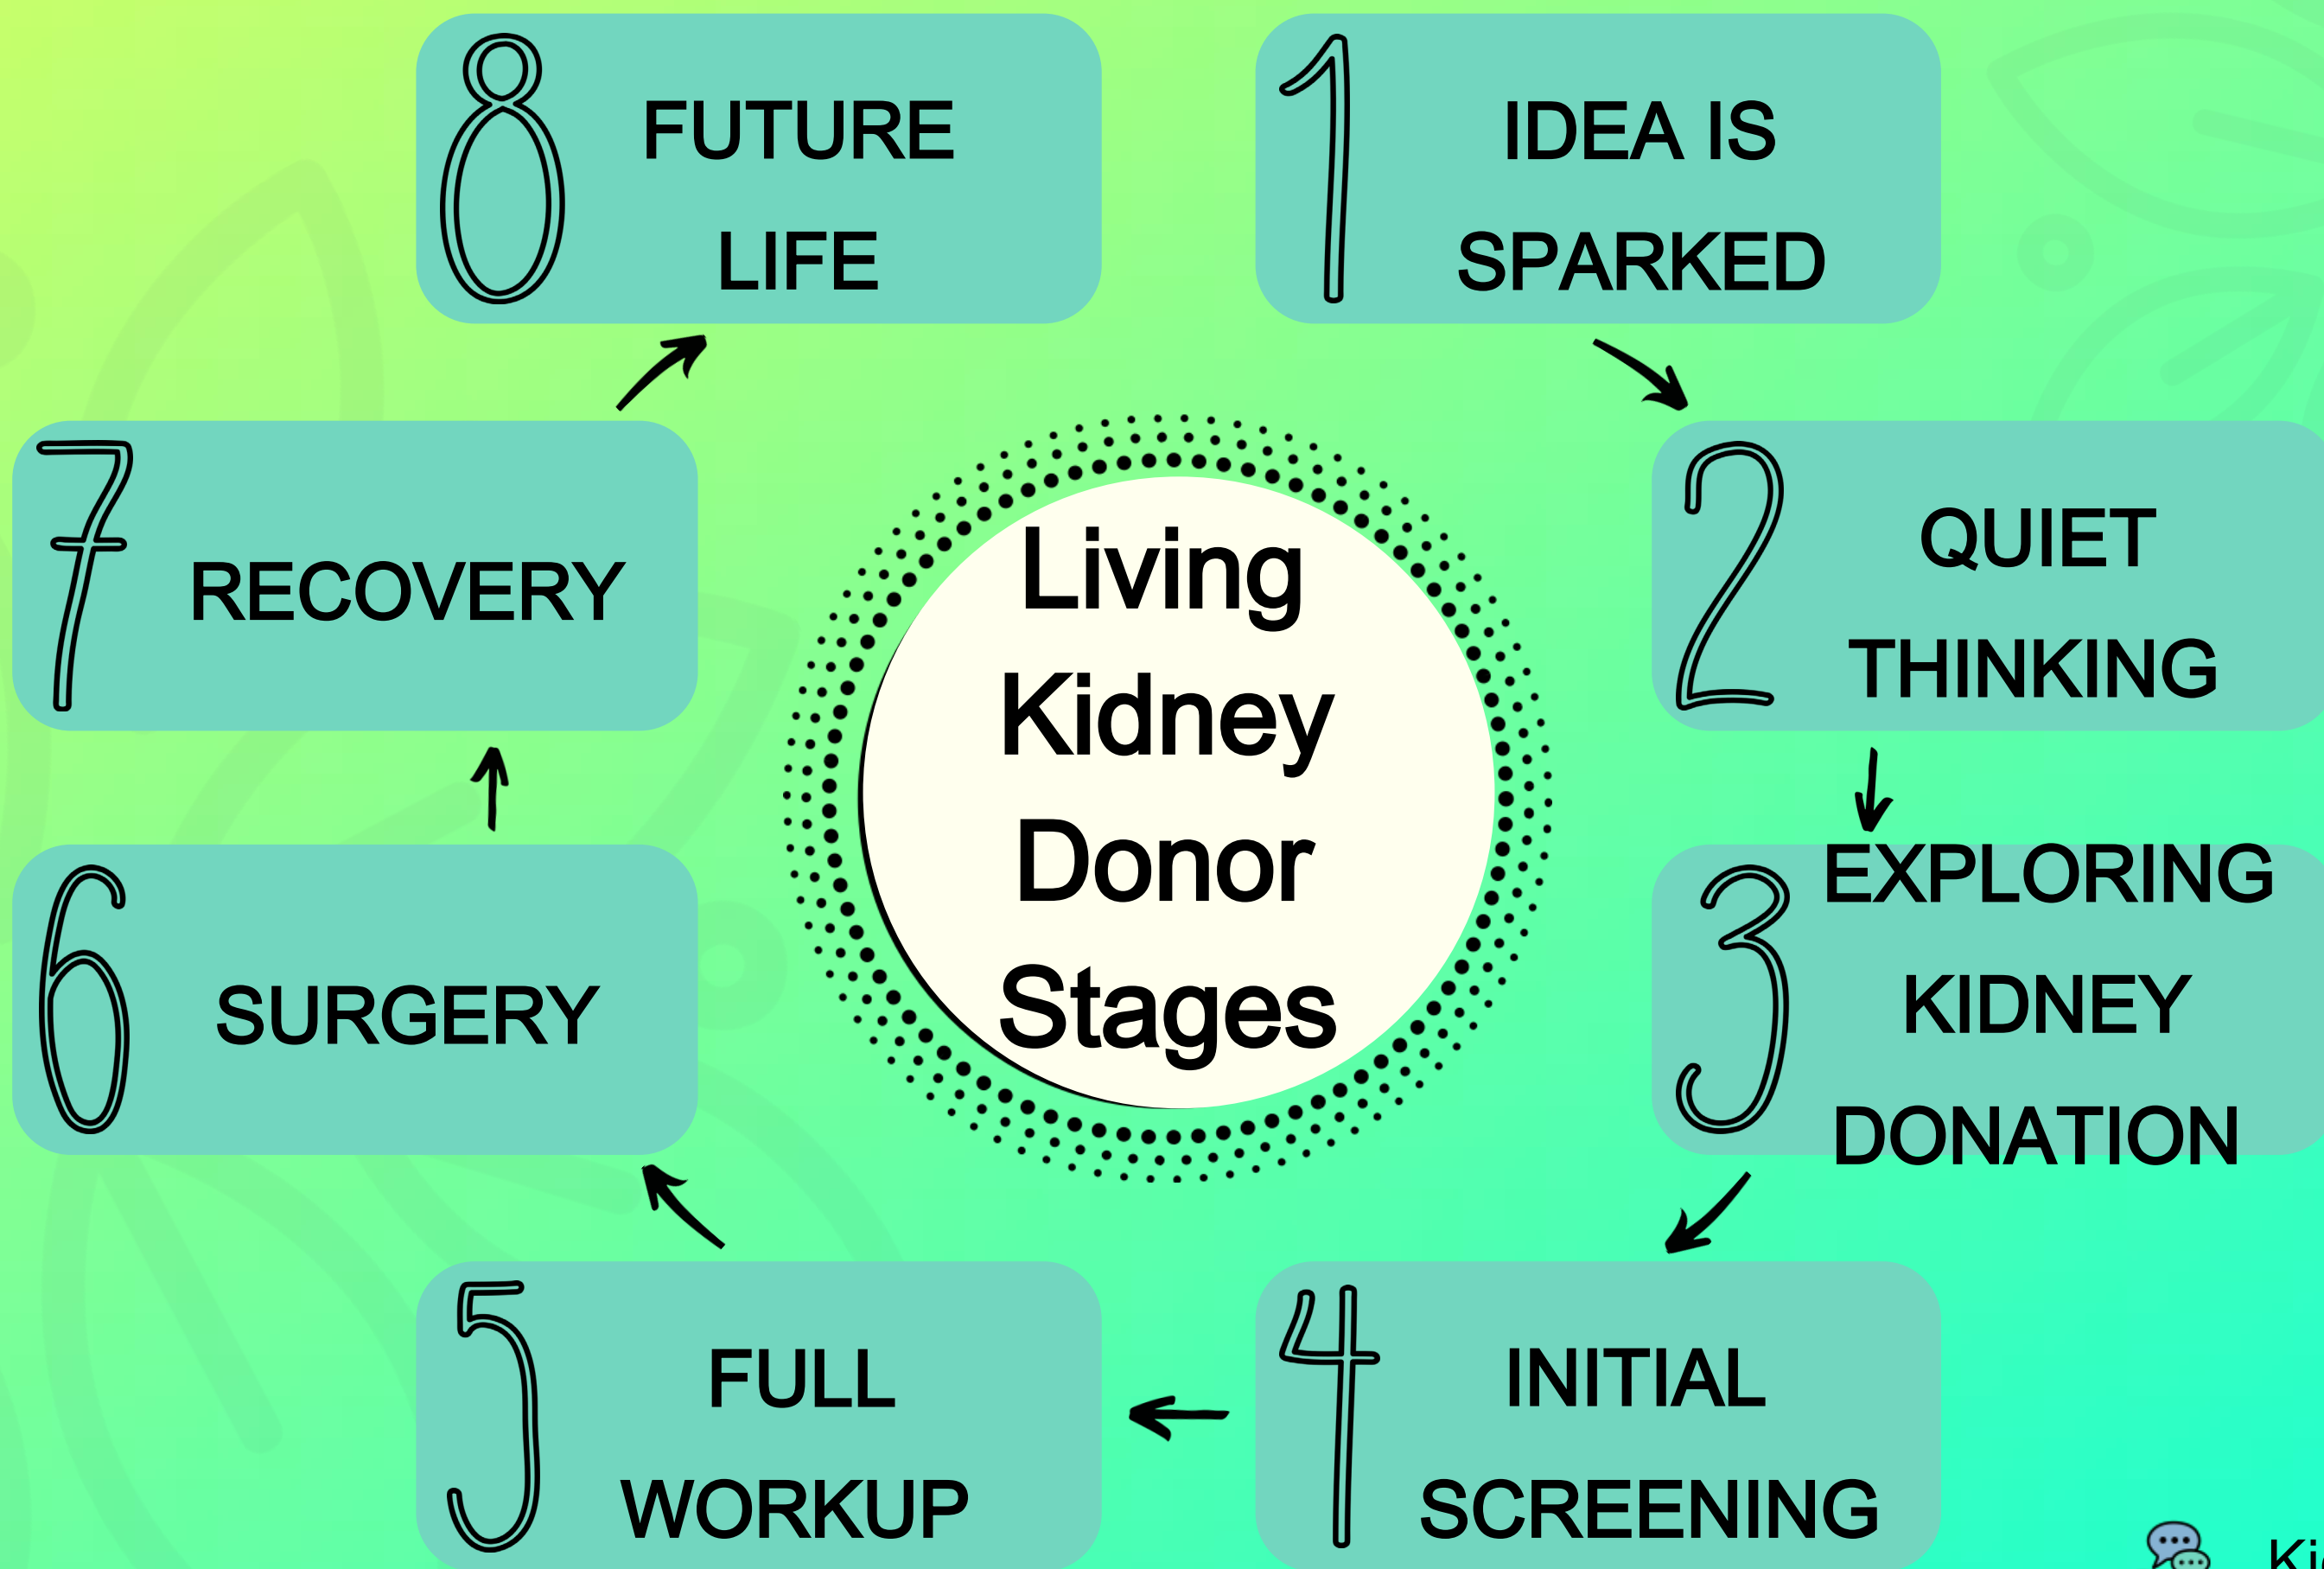 Living
Kidney
Donor
Stages
1
IDEA IS
SPARKED
2
QUIET
THINKING
3
EXPLORING
KIDNEY
DONATION
4
INITIAL
SCREENING
5
FULL
WORKUP
6
SURGERY
7
RECOVERY
8
FUTURE
LIFE